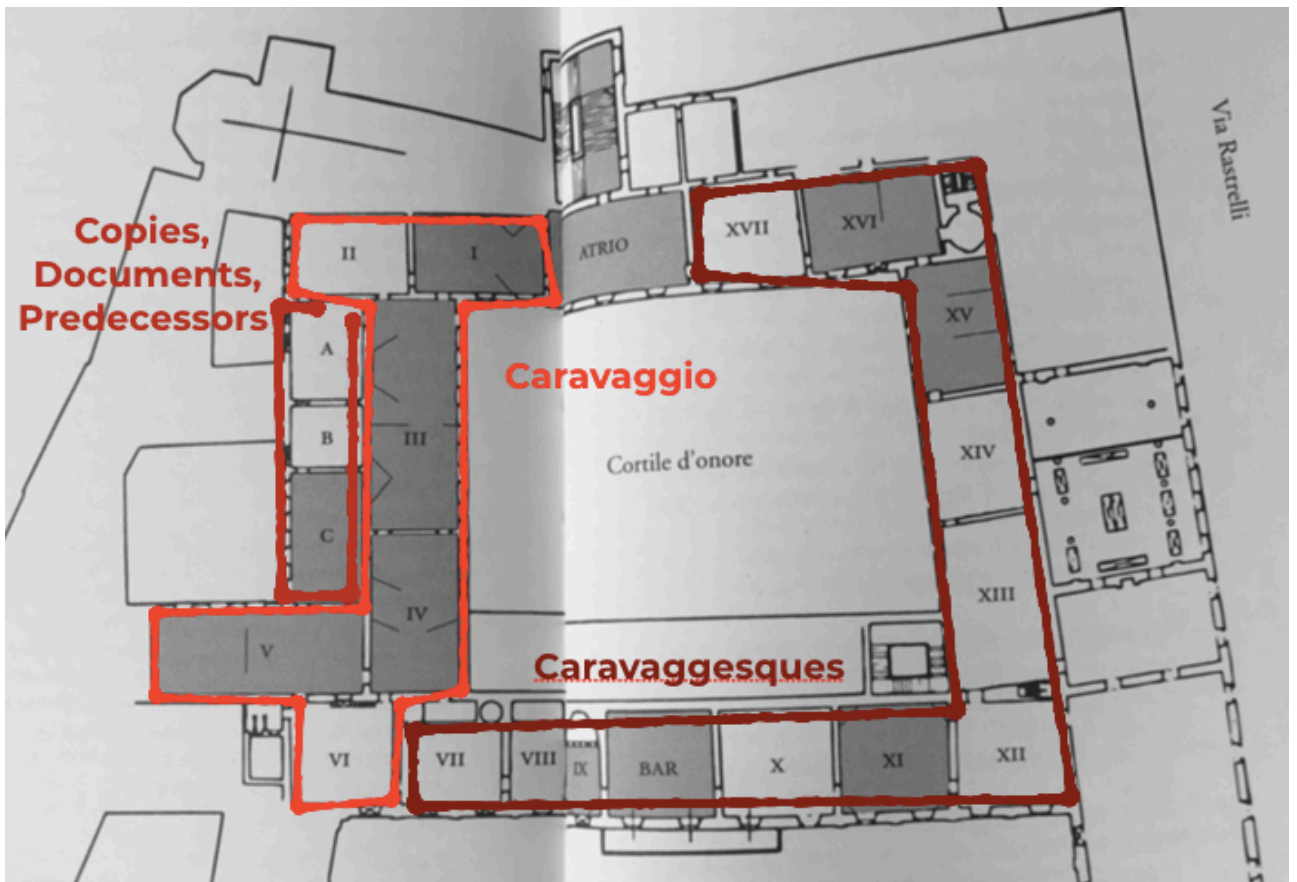 Via Rastrelli
Copies,
Documents,
Predecessors
II
I
ATRIO
XVII
XVI
XV
A
B
C
III
Caravaggio
Cortile d'onore
XIV
XIII
IV
V
Caravaggesques
VI
VII
VIII
IX
BAR
X
XI
XII